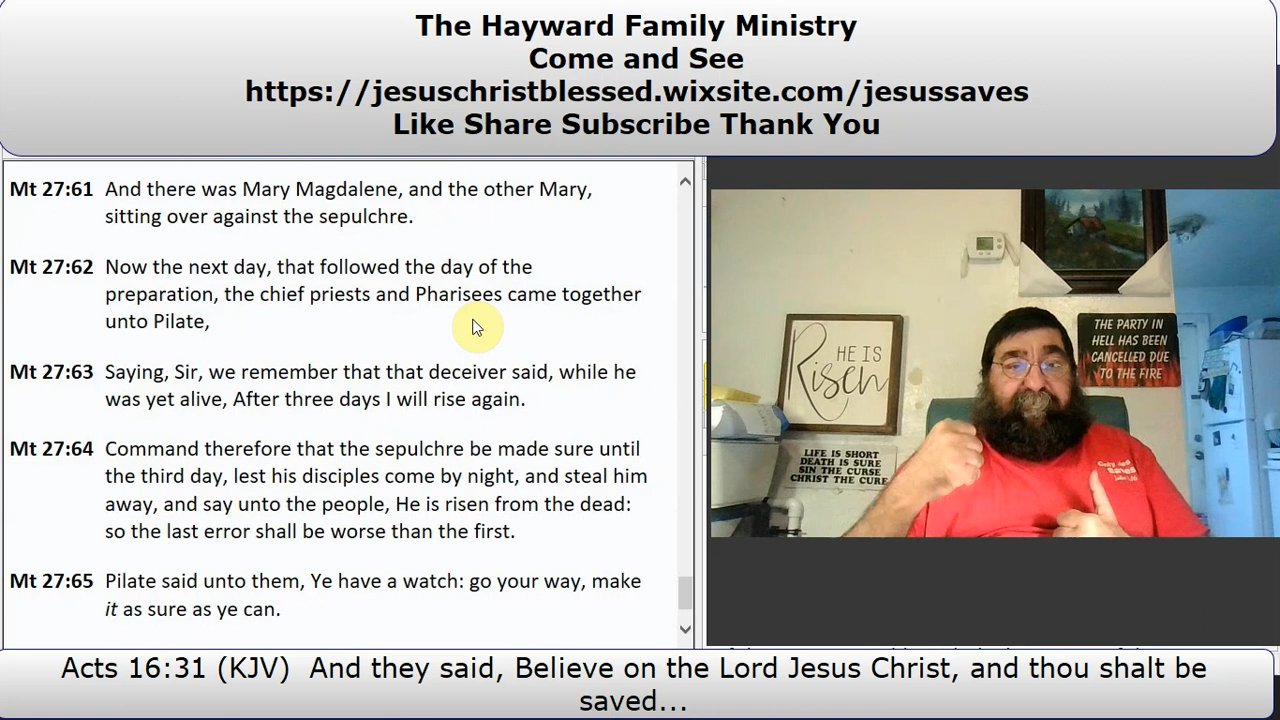 The Hayward Family Ministry
Come and See
https://jesuschristblessed.wixsite.com/jesussaves
Like Share Subscribe Thank You
Mt 27:61 And there was Mary Magdalene, and the other Mary,
sitting over against the sepulchre.
Mt 27:62 Now the next day, that followed the day of the
preparation, the chief priests and Pharisees came together
unto Pilate,
Mt 27:63 Saying, Sir, we remember that that deceiver said, while he
was yet alive, After three days I will rise again.
Mt 27:64 Command therefore that the sepulchre be made sure until
the third day, lest his disciples come by night, and steal him
away, and say unto the people, He is risen from the dead:
so the last error shall be worse than the first.
Mt 27:65 Pilate said unto them, Ye have a watch: go your way, make
it as sure as ye can.
HE IS
Risen
THE PARTY IN
HELL HAS BEEN
CANCELLED DUE
TO THE FIRE
LIFE IS SHORT
DEATH IS SURE
SIN THE CURSE
CHRIST THE CURE
Acts 16:31 (KJV) And they said, Believe on the Lord Jesus Christ, and thou shalt be
saved...